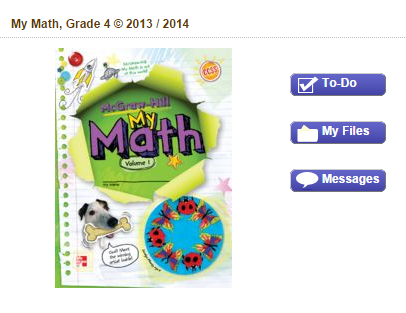 My Math, Grade 4 © 2013 / 2014
CCSS
McGraw-Hill
My
Math
Volume 1
To-Do
My Files
Messages